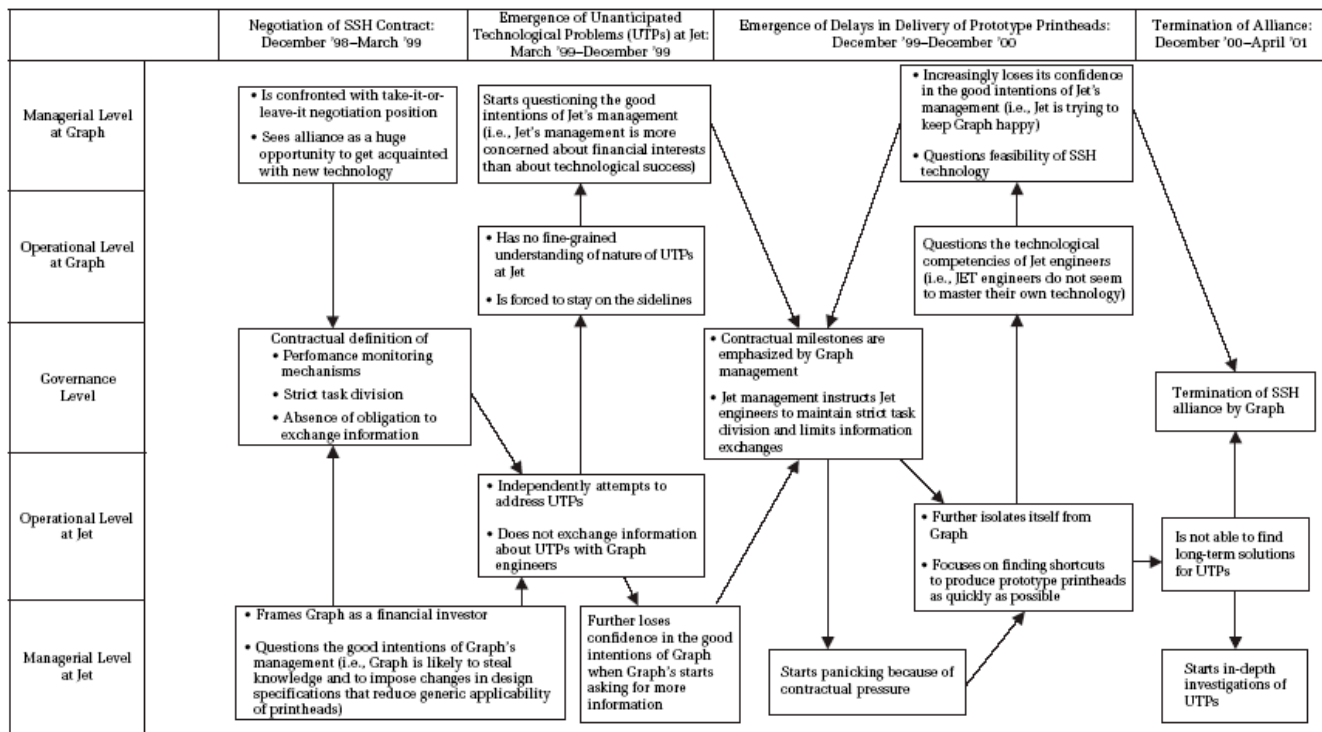 Negotiation of SSH Contract:
December '98–March '99
Emergence of Unanticipated
Technological Problems (UTPs) at Jet:
March '99–December '99
Emergence of Delays in Delivery of Prototype Printheads:
December '99–December '00
Termination of Alliance:
December '00–April '01
Managerial Level
at Graph
• Is confronted with take-it-or-
leave-it negotiation position
• Sees alliance as a huge
opportunity to get acquainted
with new technology
Starts questioning the good
intentions of Jet's management
(i.e., Jet's management is more
concerned about financial interests
than about technological success)
• Increasingly loses its confidence
in the good intentions of Jet's
management (i.e., Jet is trying to
keep Graph happy)
• Questions feasibility of SSH
technology
Operational Level
at Graph
• Has no fine-grained
understanding of nature of UTPs
at Jet
• Is forced to stay on the sidelines
Questions the technological
competencies of Jet engineers
(i.e., JET engineers do not seem
to master their own technology)
Governance
Level
Contractual definition of
• Perfomance monitoring
mechanisms
• Strict task division
• Absence of obligation to
exchange information
• Contractual milestones are
emphasized by Graph
management
• Jet management instructs Jet
engineers to maintain strict task
division and limits information
exchanges
Termination of SSH
alliance by Graph
Operational Level
at Jet
• Independently attempts to
address UTPs
• Does not exchange information
about UTPs with Graph
engineers
• Further isolates itself from
Graph
• Focuses on finding shortcuts
to produce prototype printheads
as quickly as possible
Is not able to find
long-term solutions
for UTPs
Managerial Level
at Jet
• Frames Graph as a financial investor
• Questions the good intentions of Graph's
management (i.e., Graph is likely to steal
knowledge and to impose changes in design
specifications that reduce generic applicability
of printheads)
Further loses
confidence in the good
intentions of Graph
when Graph's starts
asking for more
information
Starts panicking because of
contractual pressure
Starts in-depth
investigations of
UTPs